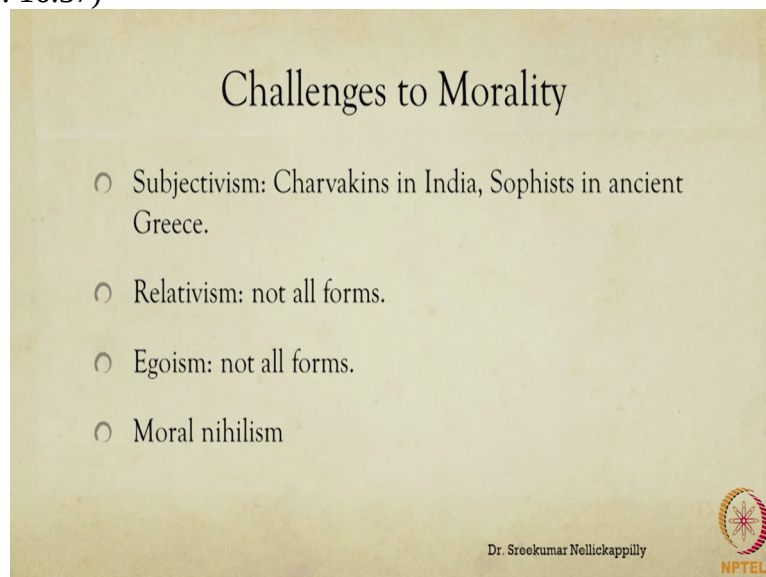 Challenges to Morality
Subjectivism: Charvakins in India, Sophists in ancient
Greece.
Relativism: not all forms.
Egoism: not all forms.
Moral nihilism
Dr. Sreekumar Nellickappilly
NPTEL